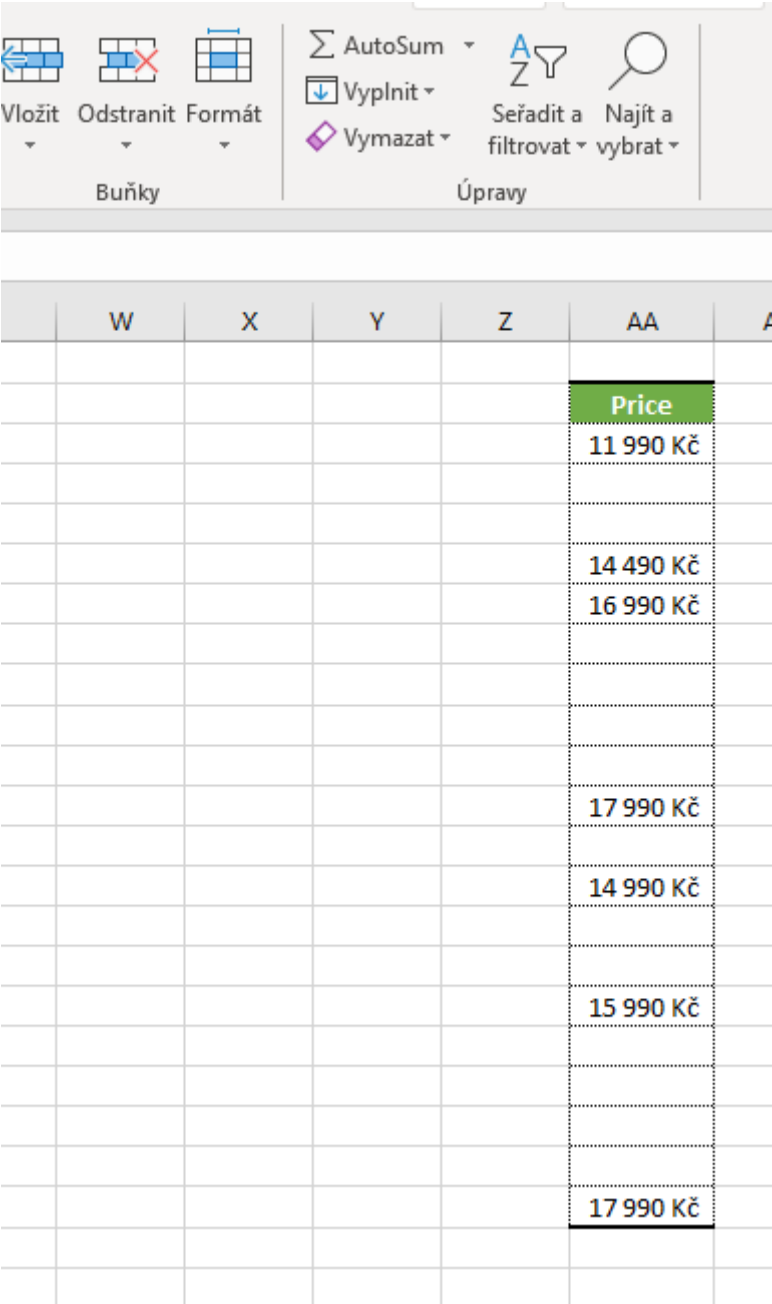 AutoSum
Vyplnit
Vymazat
Vložit Odstranit Formát
Seřadit a filtrovat
Najít a vybrat
Buňky
Úpravy
W X Y Z AA
Price
11 990 Kč
14 490 Kč
16 990 Kč
17 990 Kč
14 990 Kč
15 990 Kč
17 990 Kč